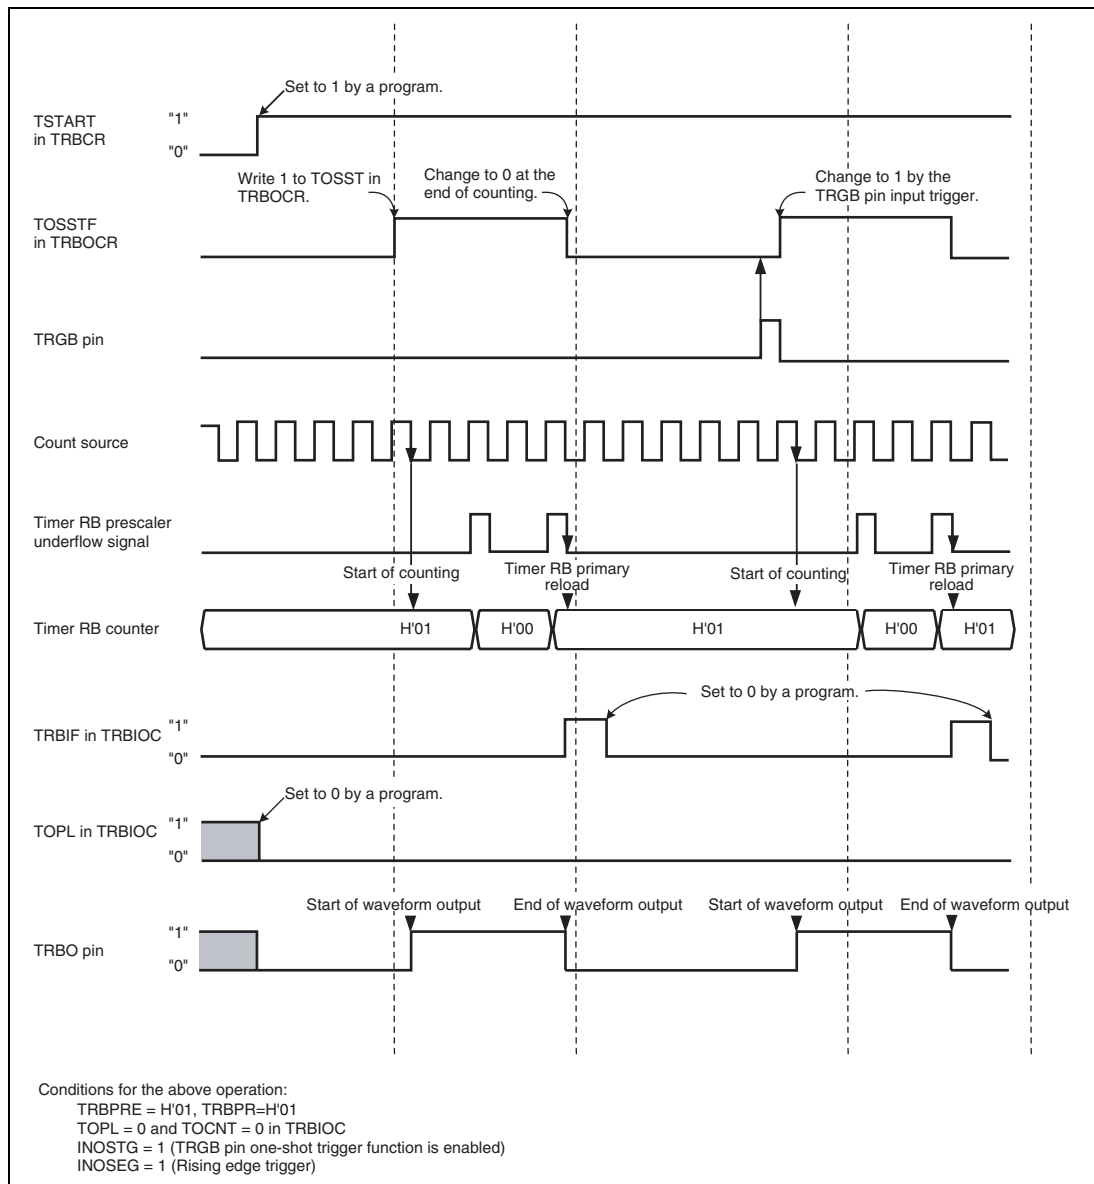 Set to 1 by a program.
TSTART
in TRBCR
"1"
"0"
Write 1 to TOSST in
TRBOCR.
Change to 0 at the
end of counting.
Change to 1 by the
TRGB pin input trigger.
TOSSTF
in TRBOCR
TRGB pin
Count source
Timer RB prescaler
underflow signal
Start of counting
Timer RB primary
reload
Start of counting
Timer RB primary
reload
Timer RB counter
H'01
H'00
H'01
H'00
H'01
Set to 0 by a program.
TRBIF in TRBIOC
"1"
"0"
Set to 0 by a program.
TOPL in TRBIOC
"1"
"0"
Start of waveform output
End of waveform output
Start of waveform output
End of waveform output
TRBO pin
"1"
"0"
Conditions for the above operation:
TRBPRE = H'01, TRBPR=H'01
TOPL = 0 and TOCNT = 0 in TRBIOC
INOSTG = 1 (TRGB pin one-shot trigger function is enabled)
INOSEG = 1 (Rising edge trigger)